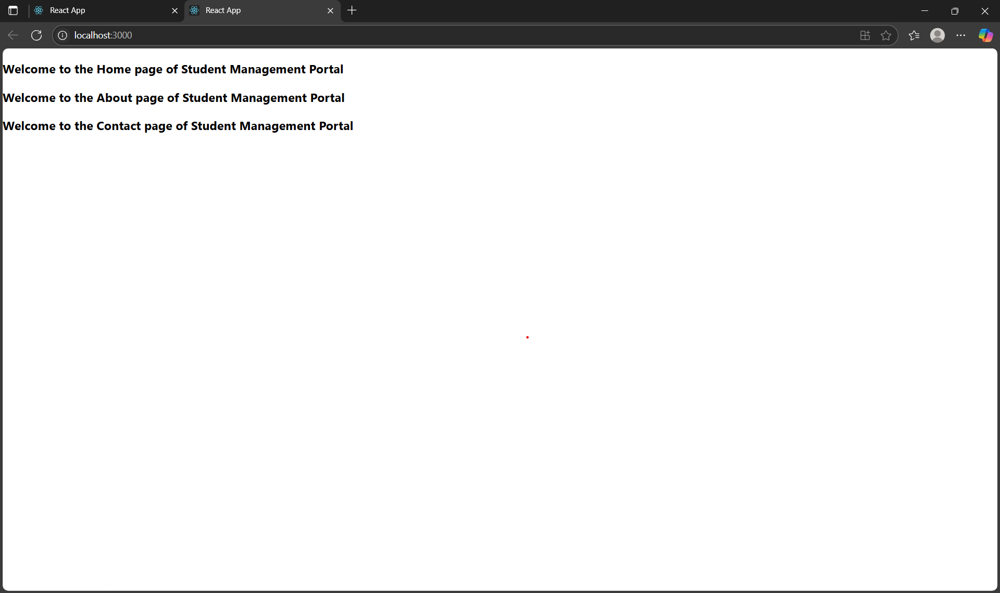 React App
React App
localhost:3000
Welcome to the Home page of Student Management Portal
Welcome to the About page of Student Management Portal
Welcome to the Contact page of Student Management Portal